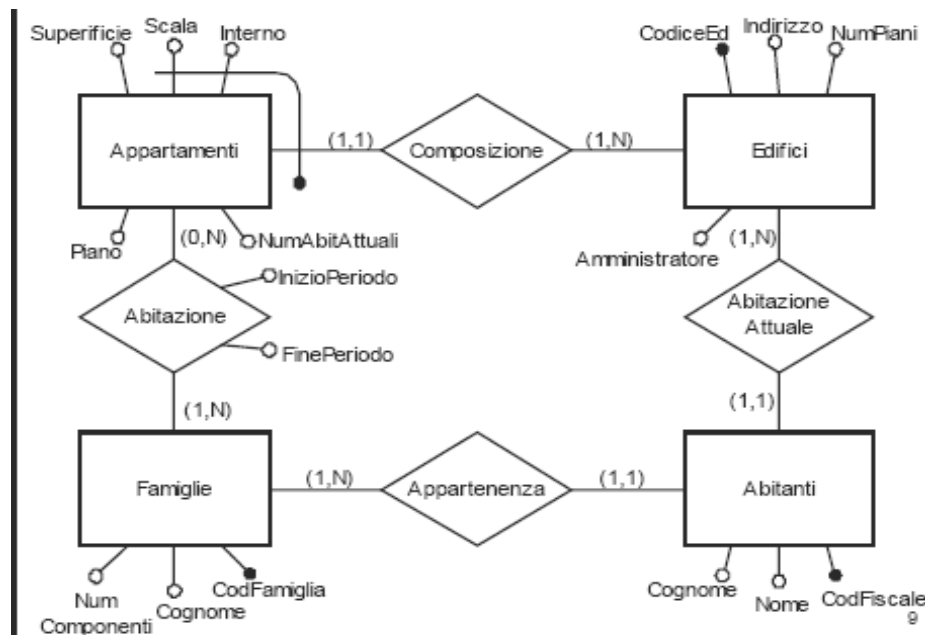 Superificie
Scala
Interno
CodiceEd
Indirizzo
NumPiani
Appartamenti
(1,1)
Composizione
(1,N)
Edifici
Piano
(0,N)
NumAbitAttuali
Amministratore
(1,N)
InizioPeriodo
Abitazione
FinePeriodo
Abitazione
Attuale
(1,N)
(1,1)
Famiglie
(1,N)
Appartenenza
(1,1)
Abitanti
Num
Componenti
Cognome
CodFamiglia
Cognome
Nome
CodFiscale
9